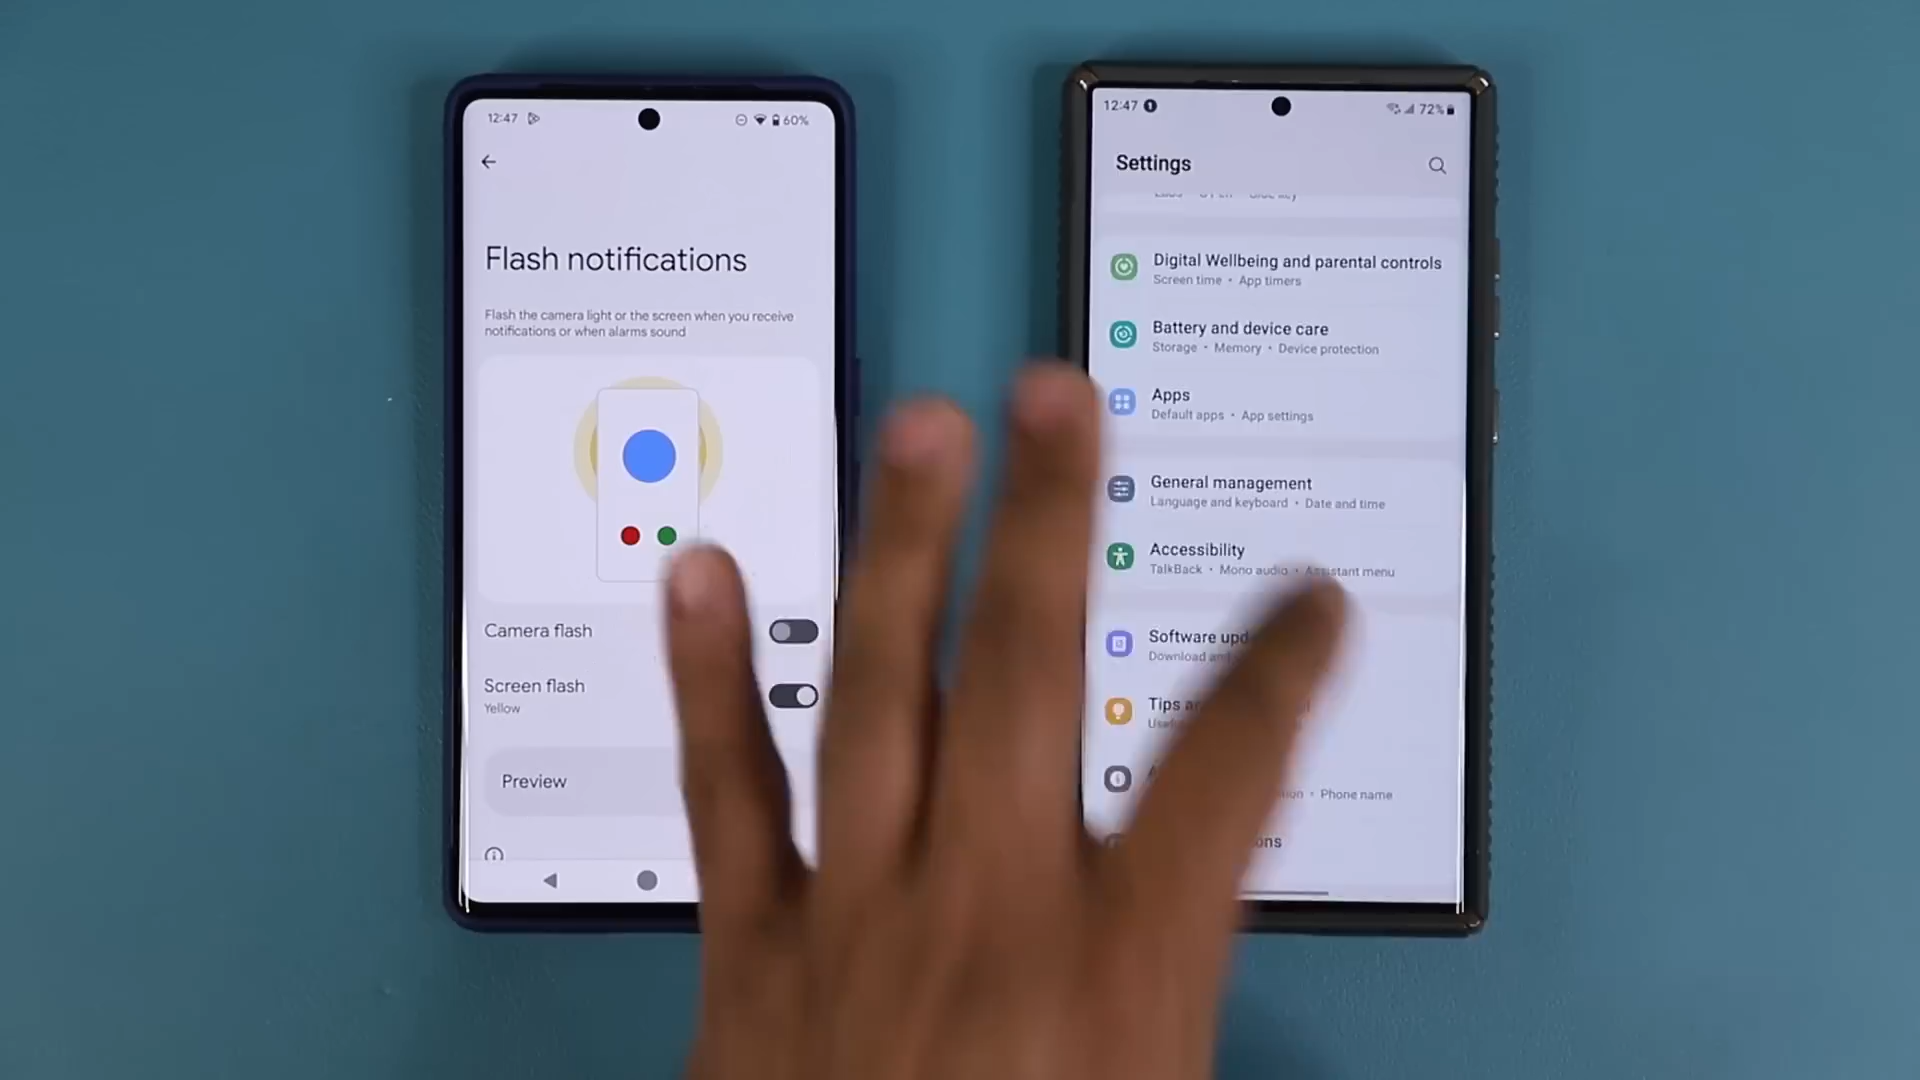 12:47
60%
Flash notifications
Flash the camera light or the screen when you receive
notifications or when alarms sound
Camera flash
Screen flash
Yellow
Preview
12:47
72%
Settings
Digital Wellbeing and parental controls
Screen time • App timers
Battery and device care
Storage • Memory • Device protection
Apps
Default apps • App settings
General management
Language and keyboard • Date and time
Accessibility
TalkBack • Mono audio • Assistant menu
Software
Download
Tips
• Phone name